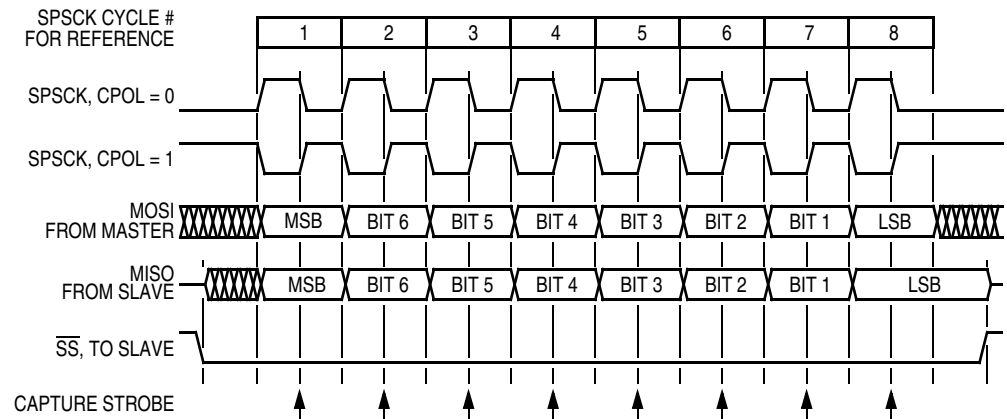 SPSCK CYCLE #
FOR REFERENCE
1 2 3 4 5 6 7 8
SPSCK, CPOL = 0
SPSCK, CPOL = 1
MOSI
FROM MASTER
MSB BIT 6 BIT 5 BIT 4 BIT 3 BIT 2 BIT 1 LSB
MISO
FROM SLAVE
MSB BIT 6 BIT 5 BIT 4 BIT 3 BIT 2 BIT 1 LSB
SS, TO SLAVE
CAPTURE STROBE